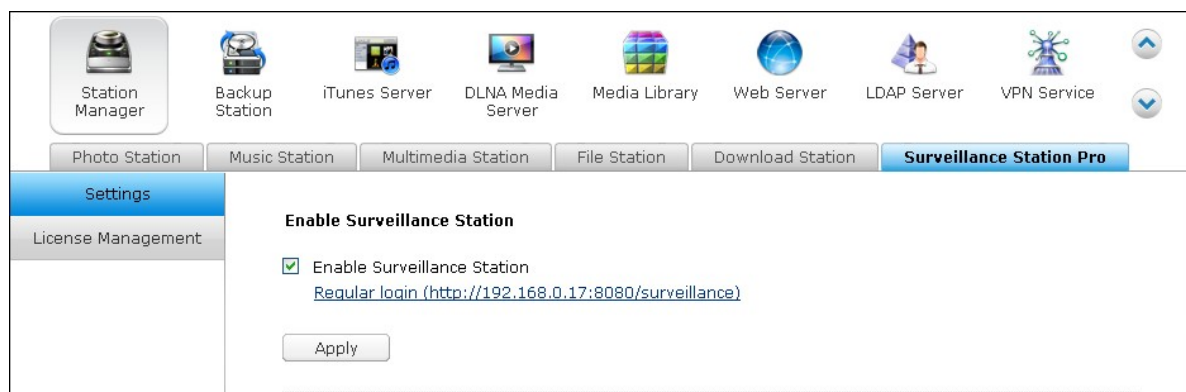 Station Manager
Backup Station
iTunes Server
DLNA Media Server
Media Library
Web Server
LDAP Server
VPN Service
Photo Station
Music Station
Multimedia Station
File Station
Download Station
Surveillance Station Pro
Settings
License Management
Enable Surveillance Station
Enable Surveillance Station
Regular login (http://192.168.0.17:8080/surveillance)
Apply